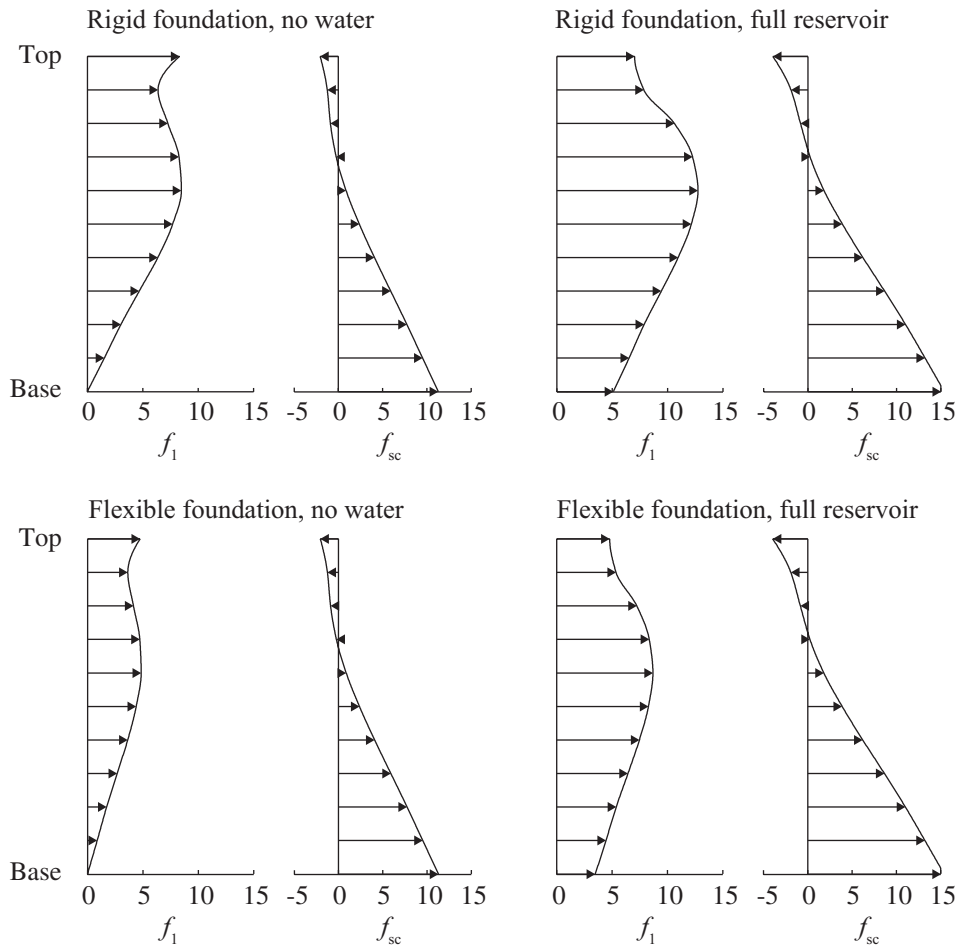 Rigid foundation, no water
Rigid foundation, full reservoir
Top
Base
0 5 10 15 -5 0 5 10 15 0 5 10 15 -5 0 5 10 15
f1 fsc f1 fsc
Flexible foundation, no water
Flexible foundation, full reservoir
Top
Base
0 5 10 15 -5 0 5 10 15 0 5 10 15 -5 0 5 10 15
f1 fsc f1 fsc